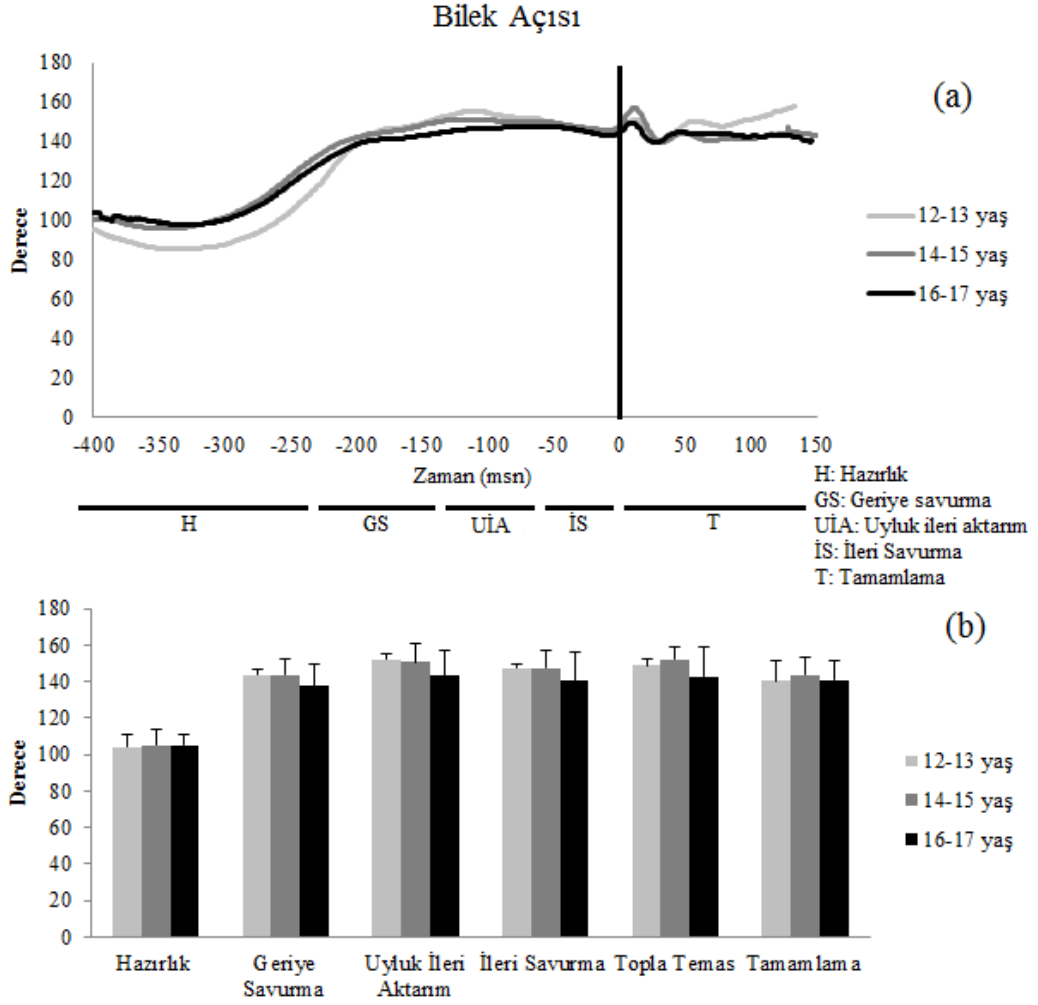 Bilek Açısı
(a)
Derece
180
160
140
120
100
80
60
40
20
0
-400 -350 -300 -250 -200 -150 -100 -50 0 50 100 150
Zaman (msn)
12-13 yaş
14-15 yaş
16-17 yaş
H GS UİA İS T
H: Hazırlık
GS: Geriye savurma
UİA: Uyluk ileri aktarım
İS: İleri Savurma
T: Tamamlama
(b)
Derece
180
160
140
120
100
80
60
40
20
0
Hazırlık Geriye Uyluk İleri İleri Savurma Topla Temas Tamamlama
Savurma Aktarım
12-13 yaş
14-15 yaş
16-17 yaş